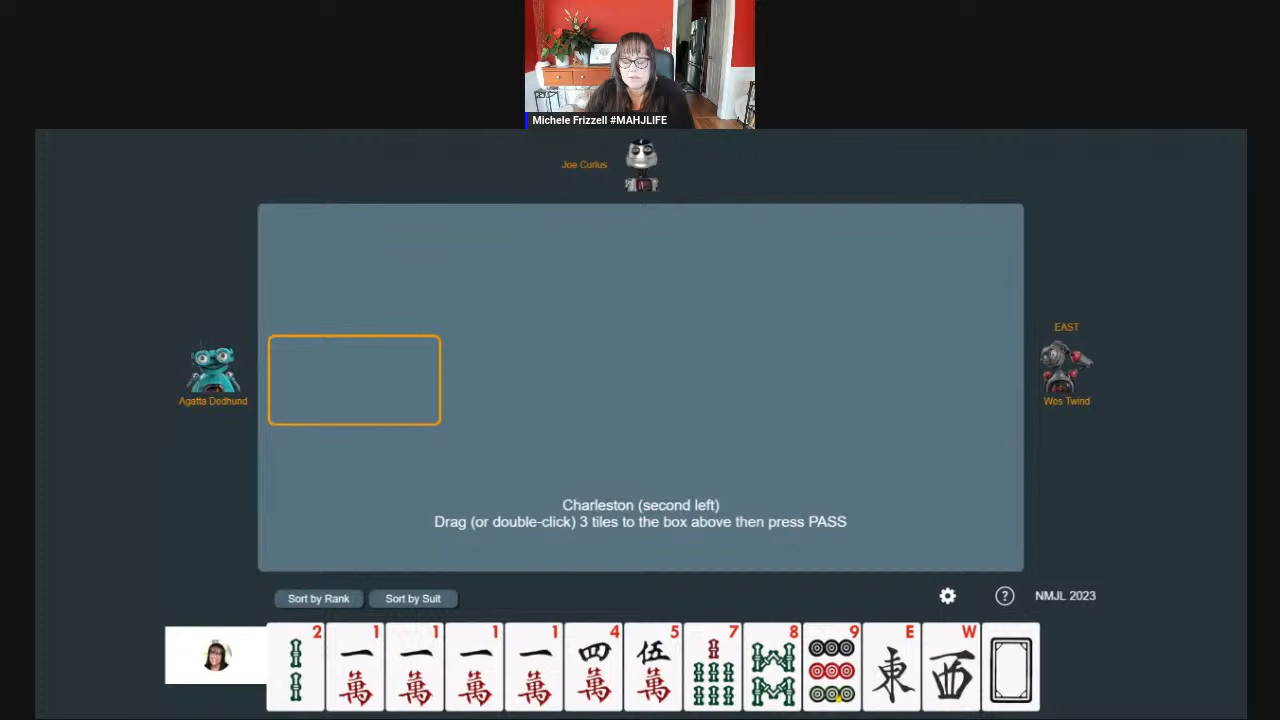 Michele Frizzell #MAHJLIFE
Joe Curlus
EAST
Agatta Dedhund
Wes Twind
Charleston (second left)
Drag (or double-click) 3 tiles to the box above then press PASS
Sort by Rank
Sort by Suit
?
NMJL 2023
2 1 1 1 1 4 5 7 8 9 E W
一 一 一 一 四 伍 東 西
萬 萬 萬 萬 萬 萬